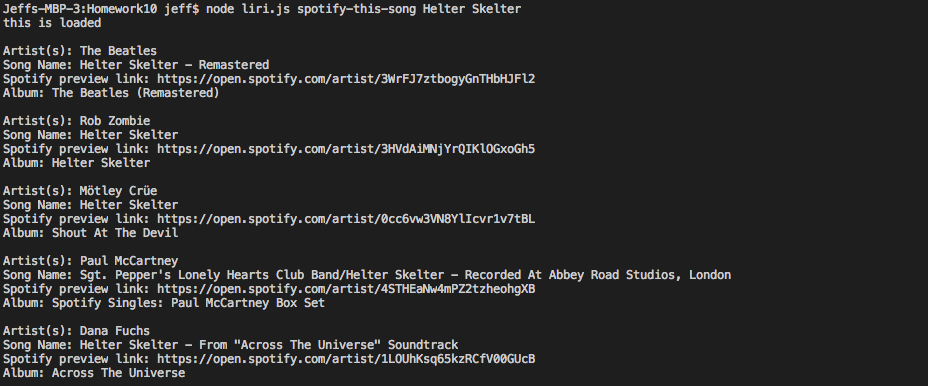 Jeffs-MBP-3:Homework10 jeff$ node liri.js spotify-this-song Helter Skelter
this is loaded
Artist(s): The Beatles
Song Name: Helter Skelter - Remastered
Spotify preview link: https://open.spotify.com/artist/3WrFJ7ztbogyGnTHbHJFl2
Album: The Beatles (Remastered)
Artist(s): Rob Zombie
Song Name: Helter Skelter
Spotify preview link: https://open.spotify.com/artist/3HVdAiMNjYrQIKlOGxoGh5
Album: Helter Skelter
Artist(s): Mötley Crüe
Song Name: Helter Skelter
Spotify preview link: https://open.spotify.com/artist/0cc6vw3VN8YlIcvr1v7tBL
Album: Shout At The Devil
Artist(s): Paul McCartney
Song Name: Sgt. Pepper's Lonely Hearts Club Band/Helter Skelter - Recorded At Abbey Road Studios, London
Spotify preview link: https://open.spotify.com/artist/4STHEaNw4mPZ2tzheohgXB
Album: Spotify Singles: Paul McCartney Box Set
Artist(s): Dana Fuchs
Song Name: Helter Skelter - From "Across The Universe" Soundtrack
Spotify preview link: https://open.spotify.com/artist/1LOUhKsq65kzRCfV00GUcB
Album: Across The Universe